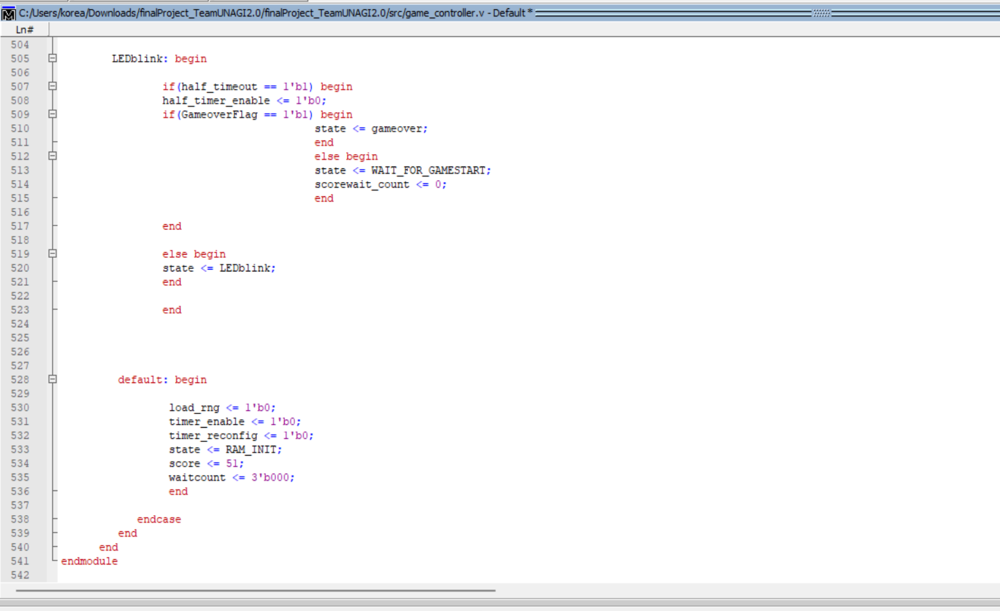 C:/Users/korea/Downloads/finalProject_TeamUNAGI2.0/finalProject_TeamUNAGI2.0/src/game_controller.v - Default *
Ln#
504
505 LEDblink: begin
506
507 if(half_timeout == 1'b1) begin
508 half_timer_enable <= 1'b0;
509 if(GameoverFlag == 1'b1) begin
510 state <= gameover;
511 end
512 else begin
513 state <= WAIT_FOR_GAMESTART;
514 scorewait_count <= 0;
515 end
516
517 end
518
519 else begin
520 state <= LEDblink;
521 end
522
523 end
524
525
526
527
528 default: begin
529
530 load_rng <= 1'b0;
531 timer_enable <= 1'b0;
532 timer_reconfig <= 1'b0;
533 state <= RAM_INIT;
534 score <= 51;
535 waitcount <= 3'b000;
536 end
537
538 endcase
539 end
540 end
541 endmodule
542